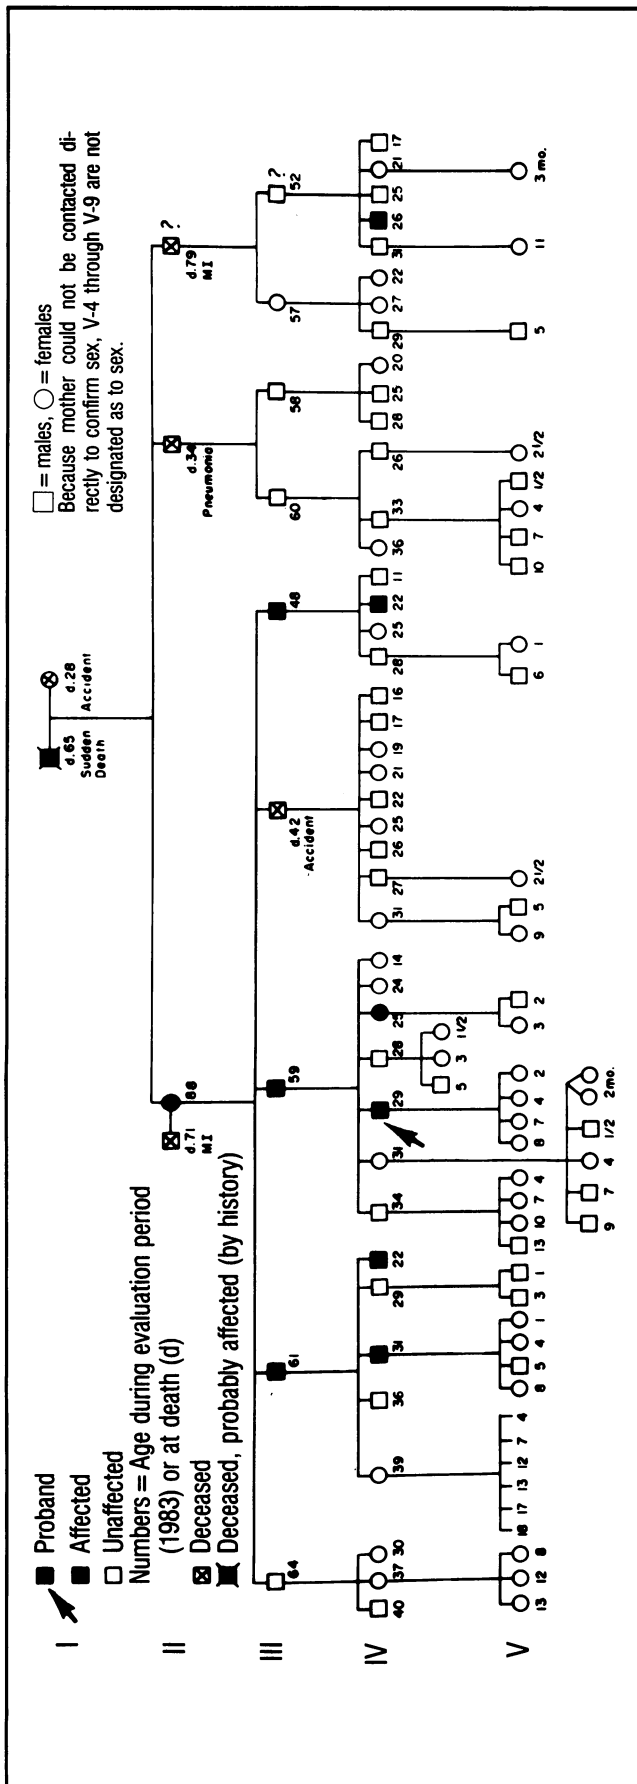 Proband
Affected
Unaffected
Numbers = Age during evaluation period
(1983) or at death (d)
Deceased
Deceased, probably affected (by history)
□ = males, ○ = females
Because mother could not be contacted di-
rectly to confirm sex, V-4 through V-9 are not
designated as to sex.
I
d.65 d.28
Sudden Accident
Death
II
d.71 88 d.34 d.79 ?
MI Pneumonia MI
III
64 61 59 d.42 48 60 58 57 52 ?
Accident
IV
40 37 30 39 36 31 29 22 34 31 29 28 25 24 14 31 27 26 25 22 21 19 17 16 28 25 22 11 36 33 26 28 25 20 29 27 22 31 26 25 21 17
5 3 1 1/2
V
13 12 8 18 17 13 12 7 4 8 5 4 1 3 1 13 10 7 4 8 7 4 2 3 2 9 5 2 1/2 6 1 10 7 4 1/2 2 1/2 5 11 3 mo.
9 7 4 1/2 2mo.